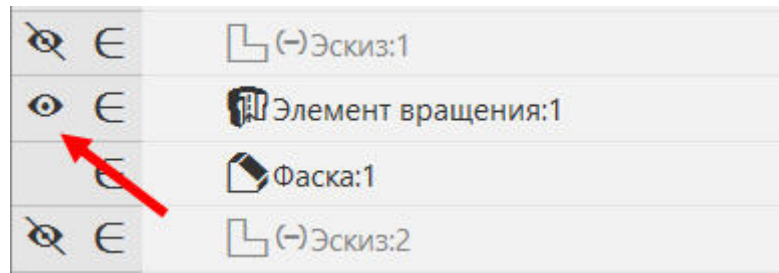 ∈ (-)Эскиз:1
∈ Элемент вращения:1
∈ Фаска:1
∈ (-)Эскиз:2